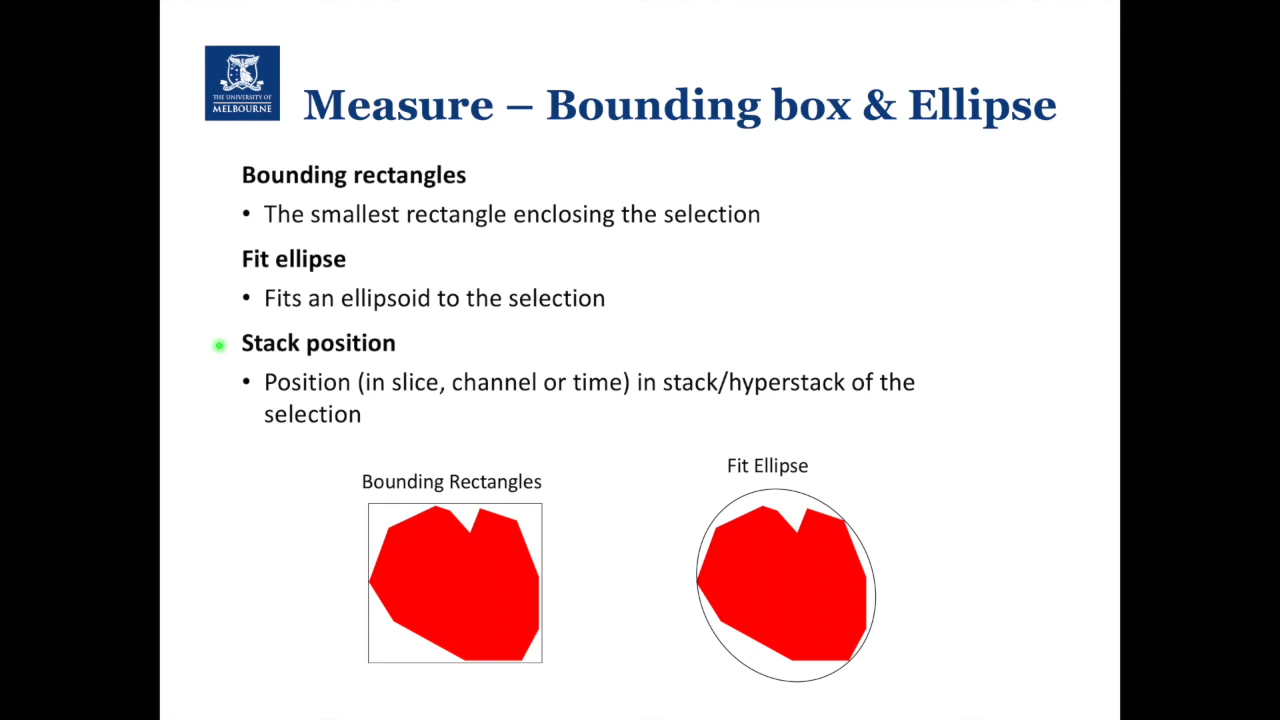 THE UNIVERSITY OF
MELBOURNE
Measure – Bounding box & Ellipse
Bounding rectangles
• The smallest rectangle enclosing the selection
Fit ellipse
• Fits an ellipsoid to the selection
Stack position
• Position (in slice, channel or time) in stack/hyperstack of the
selection
Fit Ellipse
Bounding Rectangles